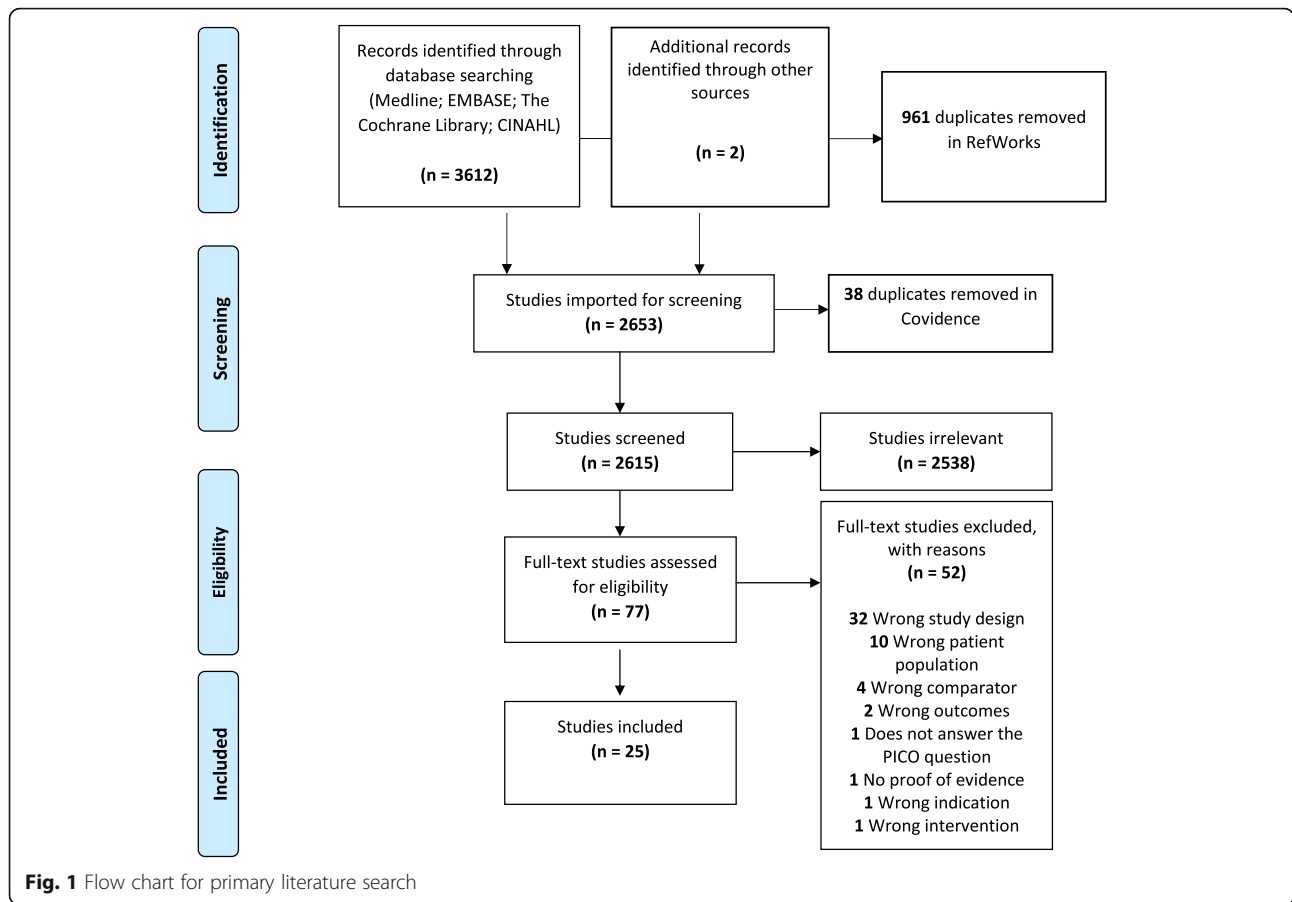 Identification
Records identified through
database searching
(Medline; EMBASE; The
Cochrane Library; CINAHL)
(n = 3612)
Additional records
identified through other
sources
(n = 2)
961 duplicates removed
in RefWorks
Screening
Studies imported for screening
(n = 2653)
38 duplicates removed in
Covidence
Studies screened
(n = 2615)
Studies irrelevant
(n = 2538)
Eligibility
Full-text studies assessed
for eligibility
(n = 77)
Full-text studies excluded,
with reasons
(n = 52)
32 Wrong study design
10 Wrong patient
population
4 Wrong comparator
2 Wrong outcomes
1 Does not answer the
PICO question
1 No proof of evidence
1 Wrong indication
1 Wrong intervention
Included
Studies included
(n = 25)
Fig. 1 Flow chart for primary literature search